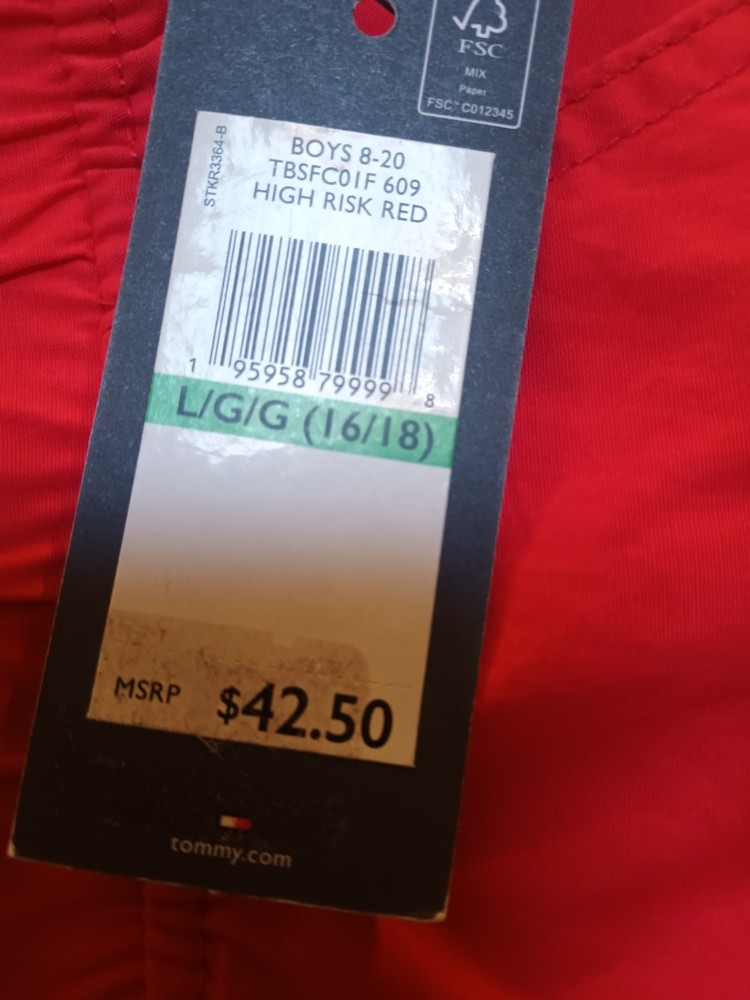 FSC
MIX
Paper
FSC™ C012345
STKR3364-B
BOYS 8-20
TBSFC01F 609
HIGH RISK RED
1 95958 79999 8
L/G/G (16/18)
MSRP $42.50
tommy.com